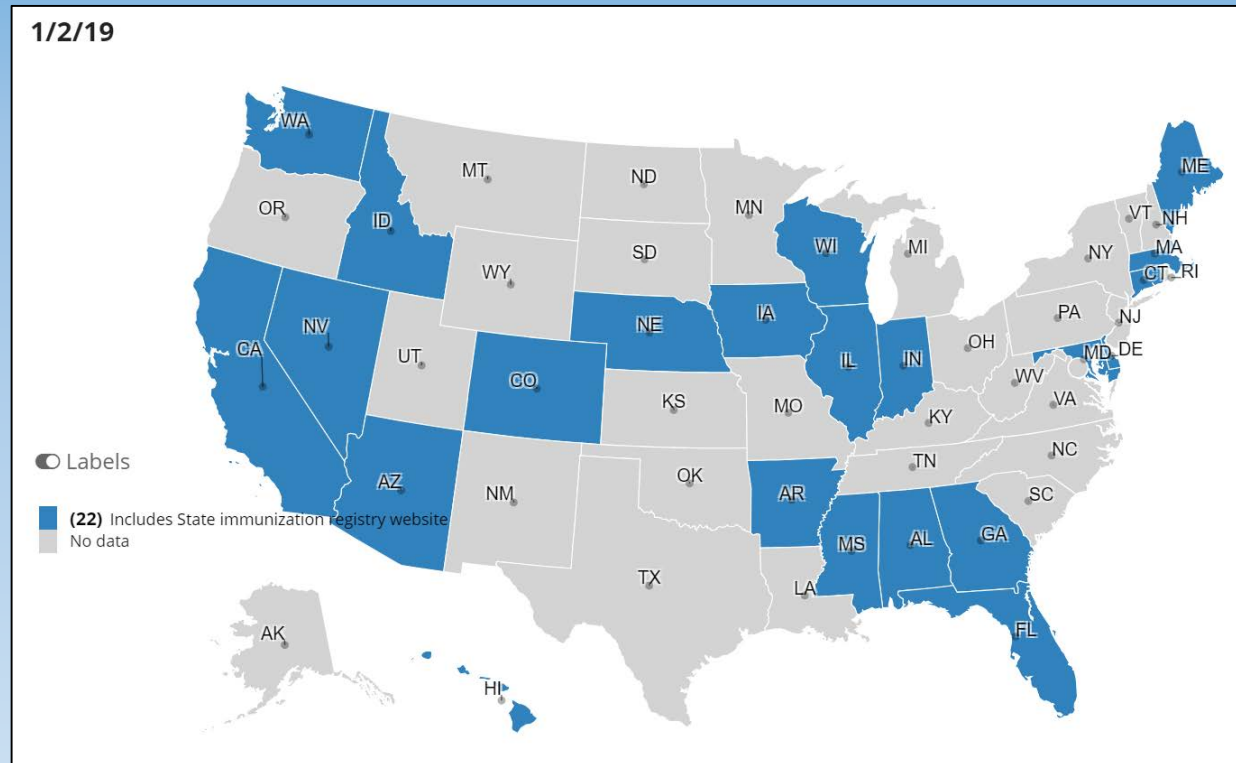 1/2/19
WA
MT
ND
ME
OR
ID
MN
VT
NH
WI
MI
MA
SD
NY
CT
RI
WY
NE
IA
PA
NJ
NV
CA
UT
CO
IL
IN
OH
MD
DE
WV
VA
KS
MO
KY
NC
AZ
NM
OK
AR
TN
SC
MS
AL
GA
TX
LA
FL
AK
HI
Labels
(22) Includes State immunization registry website
No data